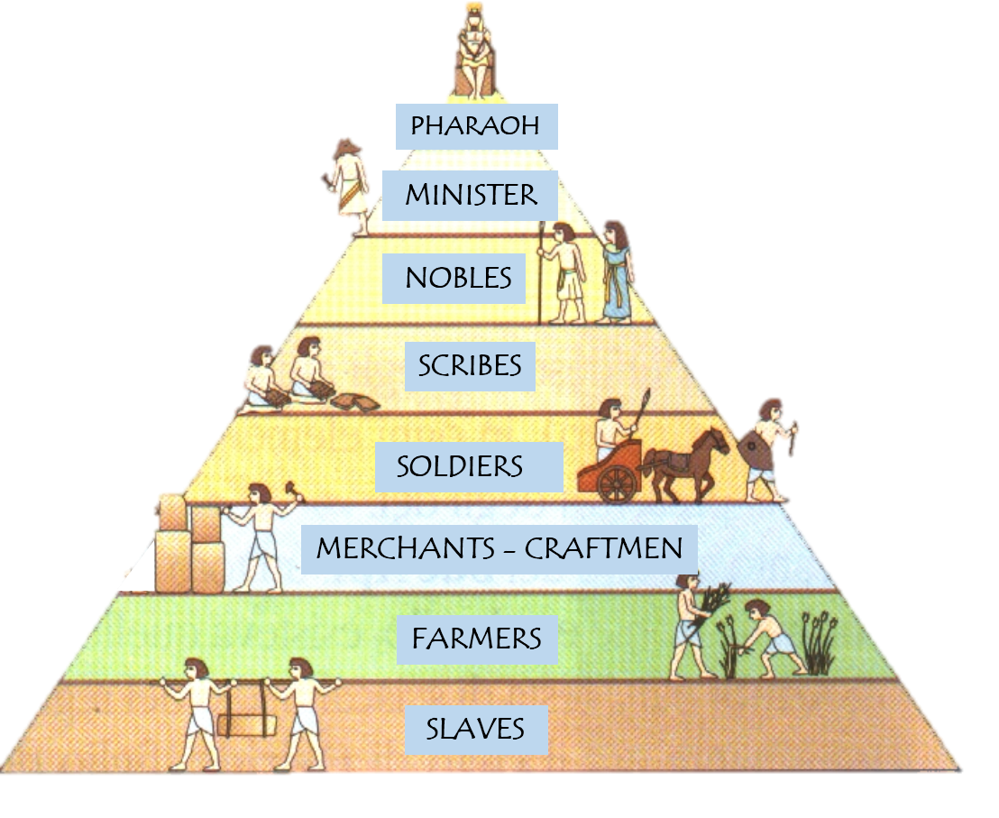 PHARAOH
MINISTER
NOBLES
SCRIBES
SOLDIERS
MERCHANTS – CRAFTMEN
FARMERS
SLAVES